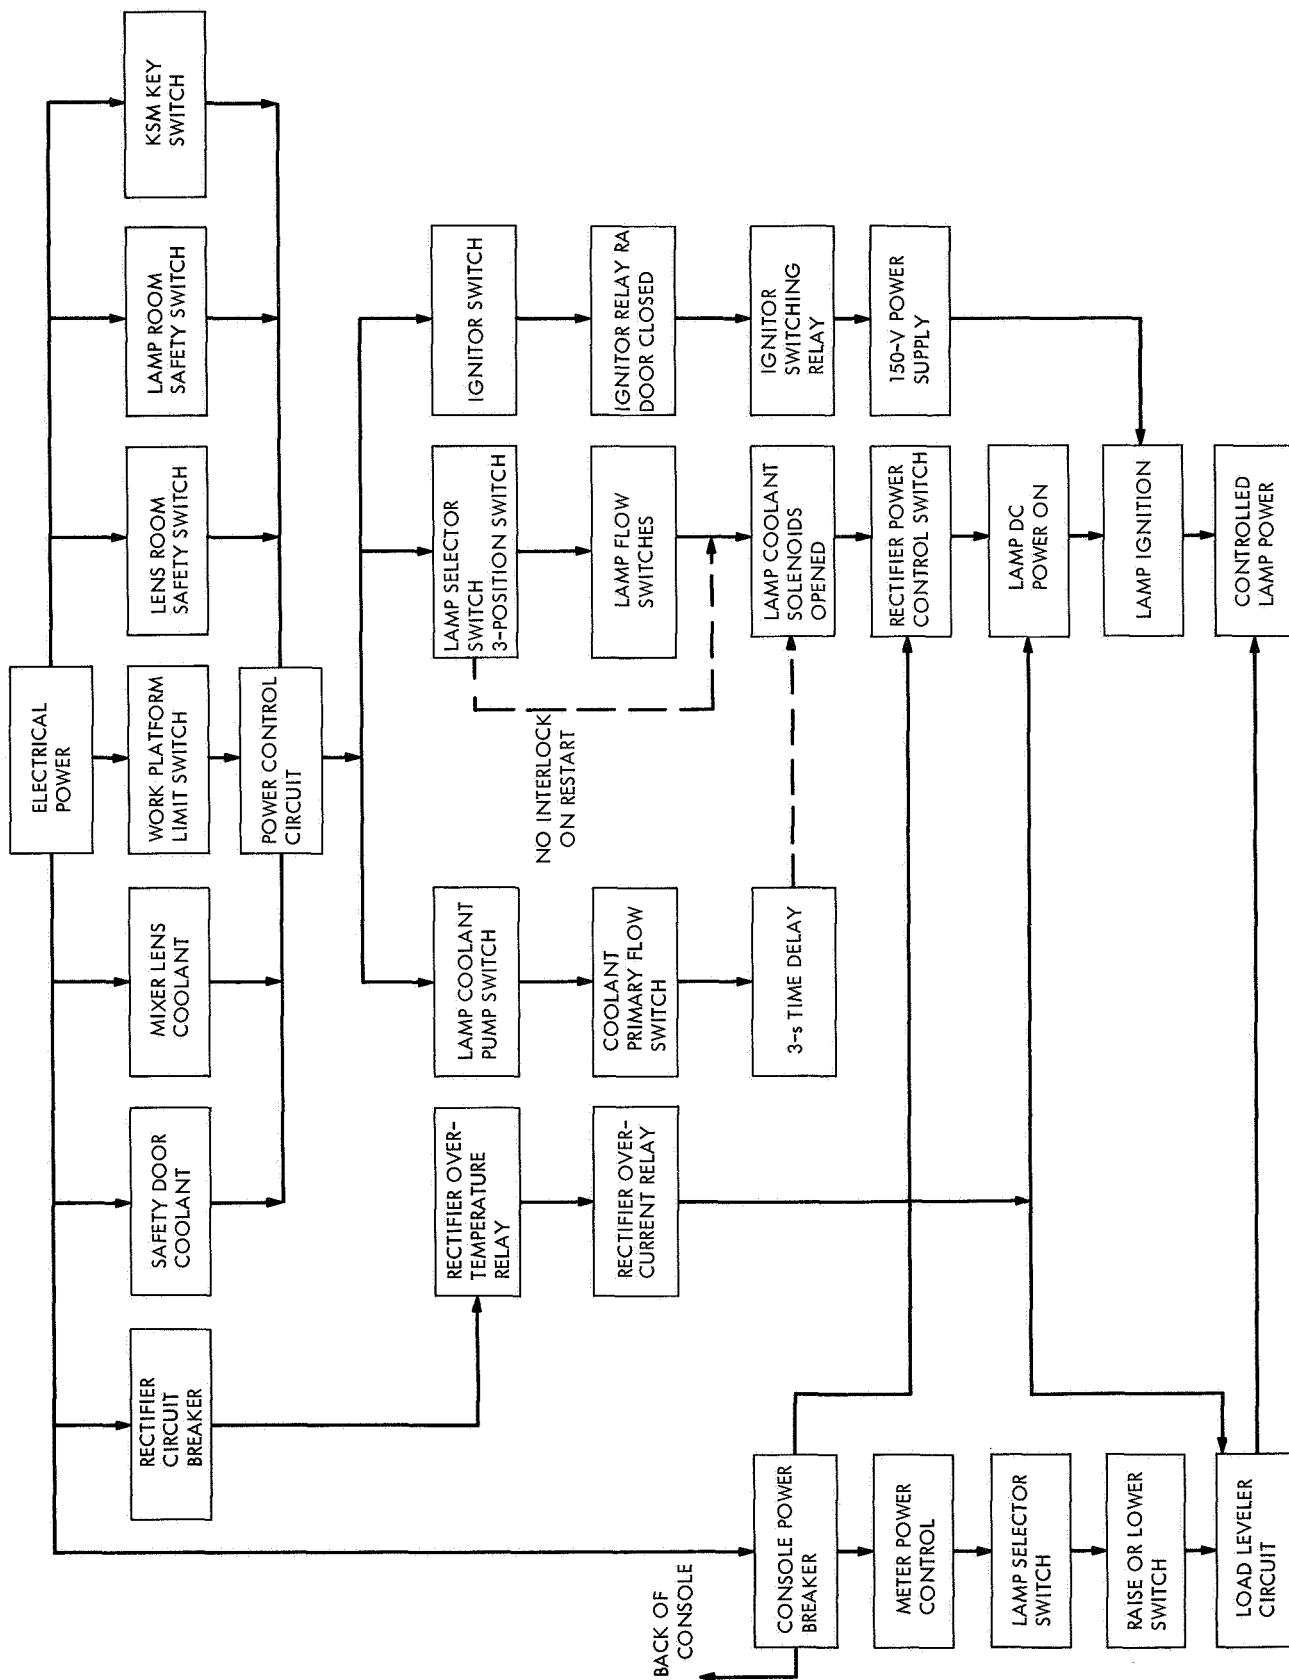 ELECTRICAL
POWER
KSM KEY
SWITCH
LAMP ROOM
SAFETY SWITCH
LENS ROOM
SAFETY SWITCH
WORK PLATFORM
LIMIT SWITCH
MIXER LENS
COOLANT
SAFETY DOOR
COOLANT
RECTIFIER
CIRCUIT
BREAKER
POWER CONTROL
CIRCUIT
IGNITOR SWITCH
LAMP SELECTOR
SWITCH
3-POSITION SWITCH
LAMP COOLANT
PUMP SWITCH
RECTIFIER OVER-
TEMPERATURE
RELAY
IGNITOR RELAY RA
DOOR CLOSED
LAMP FLOW
SWITCHES
NO INTERLOCK
ON RESTART
COOLANT
PRIMARY FLOW
SWITCH
RECTIFIER OVER-
CURRENT RELAY
IGNITOR
SWITCHING
RELAY
LAMP COOLANT
SOLENOIDS
OPENED
3-s TIME DELAY
BACK OF
CONSOLE
CONSOLE POWER
BREAKER
150-V POWER
SUPPLY
RECTIFIER POWER
CONTROL SWITCH
METER POWER
CONTROL
LAMP DC
POWER ON
LAMP SELECTOR
SWITCH
LAMP IGNITION
RAISE OR LOWER
SWITCH
CONTROLLED
LAMP POWER
LOAD LEVELER
CIRCUIT